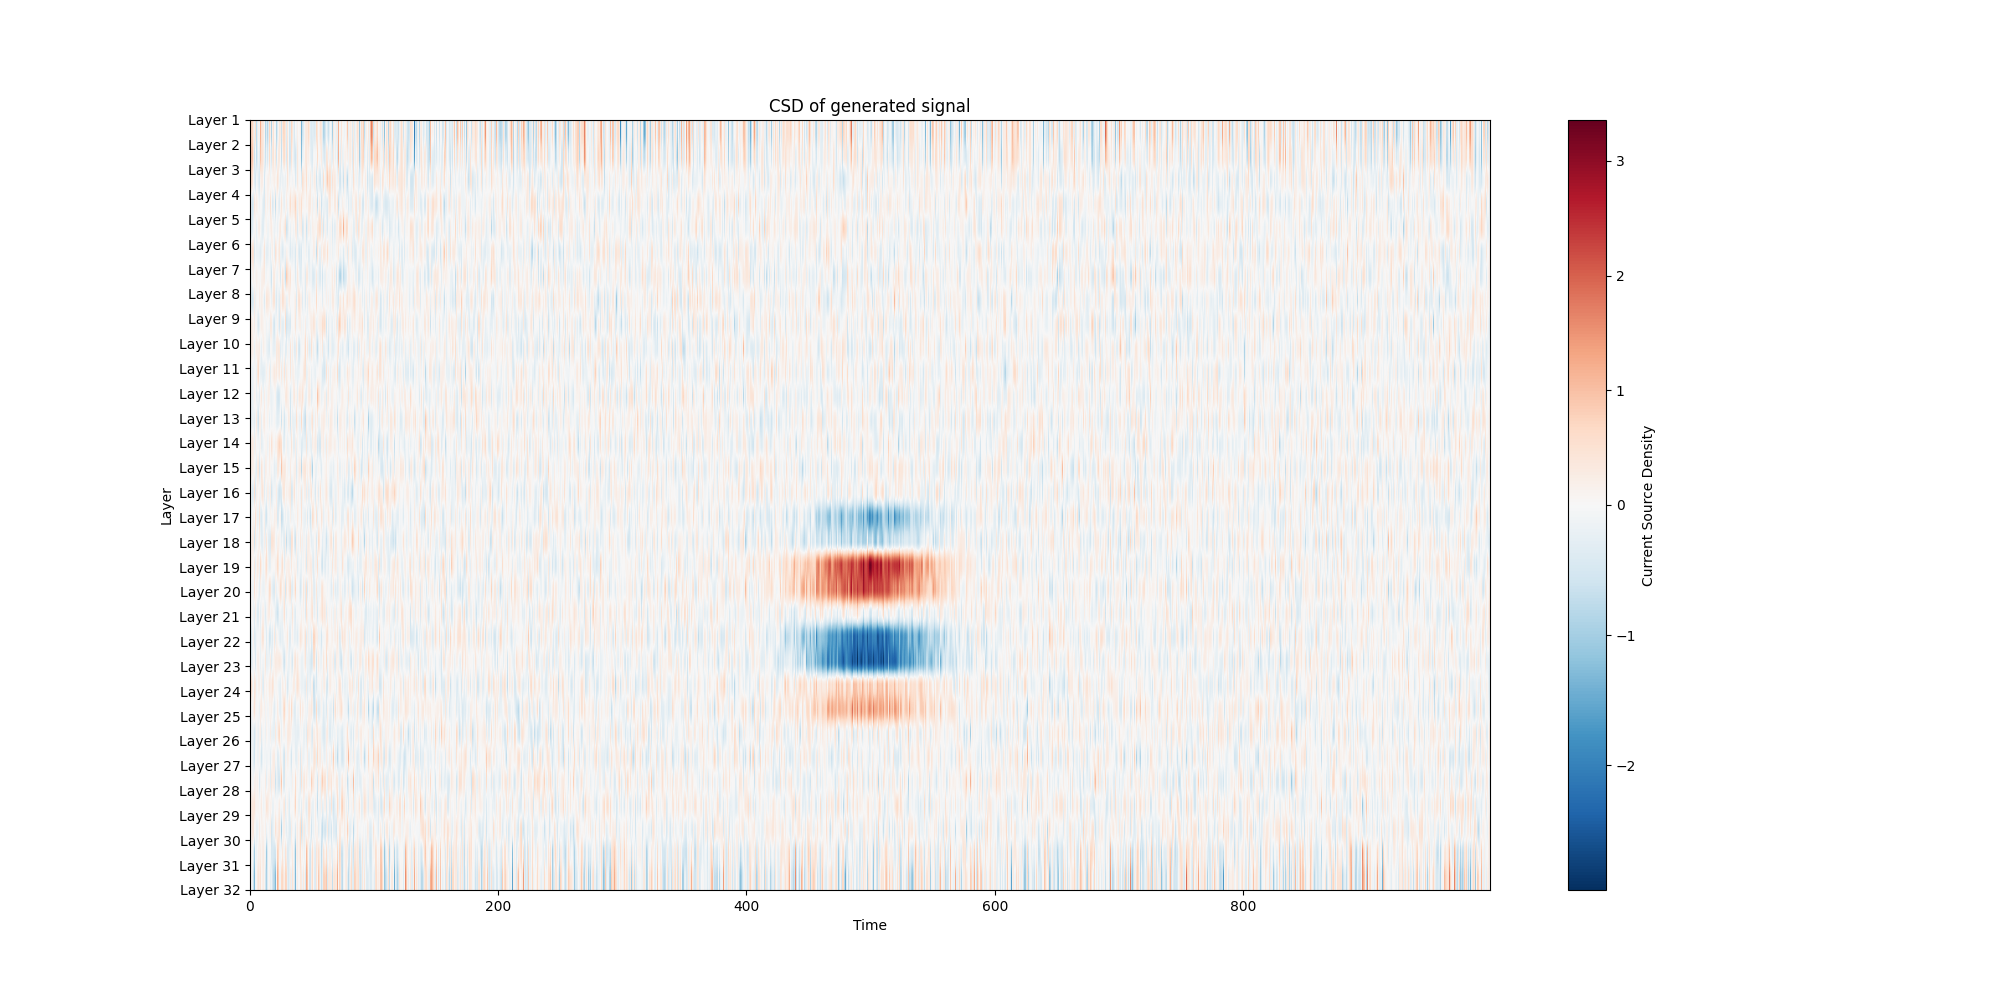 CSD of generated signal
Layer 1
Layer 2
Layer 3
Layer 4
Layer 5
Layer 6
Layer 7
Layer 8
Layer 9
Layer 10
Layer 11
Layer 12
Layer 13
Layer 14
Layer 15
Layer 16
Layer 17
Layer 18
Layer 19
Layer 20
Layer 21
Layer 22
Layer 23
Layer 24
Layer 25
Layer 26
Layer 27
Layer 28
Layer 29
Layer 30
Layer 31
Layer 32
Layer
0
200
400
600
800
Time
3
2
1
0
−1
−2
Current Source Density